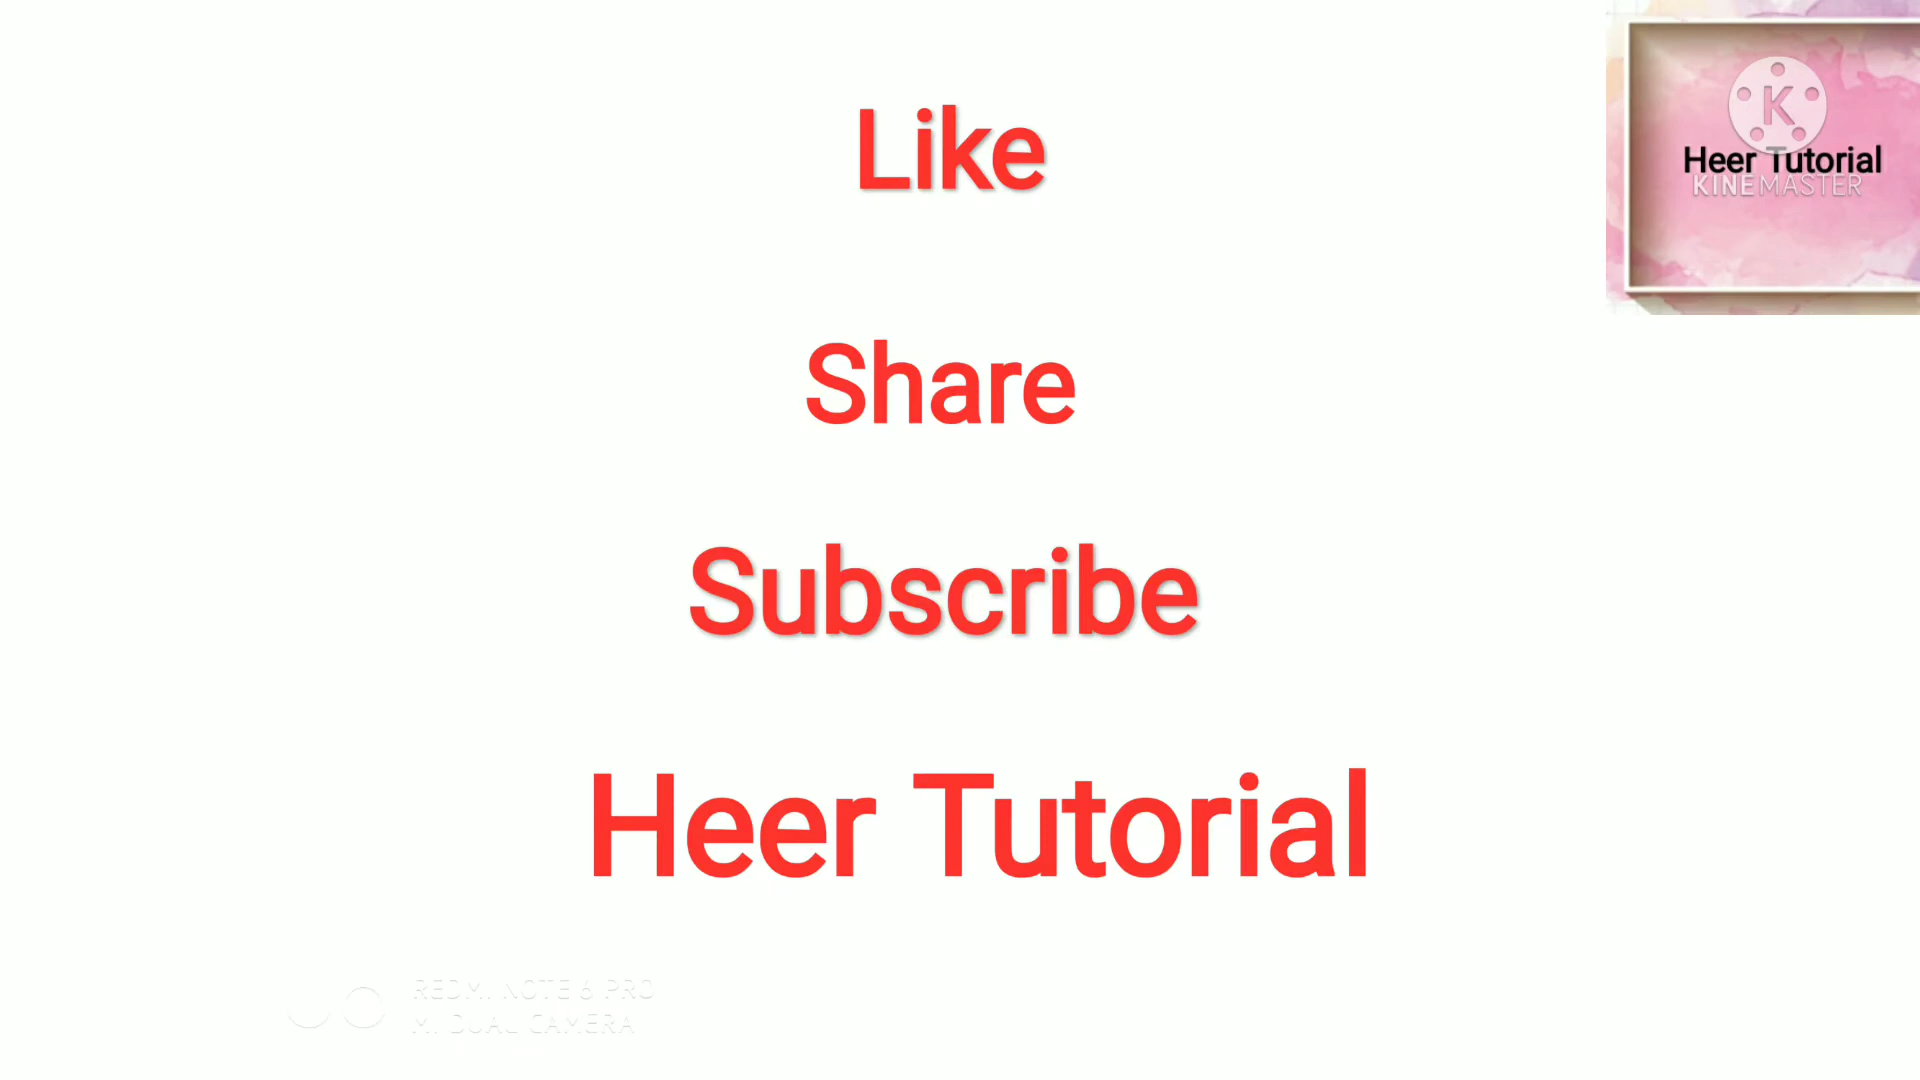 Like
Heer Tutorial
KINEMASTER
Share
Subscribe
Heer Tutorial
REDMI NOTE 6 PRO
MI DUAL CAMERA